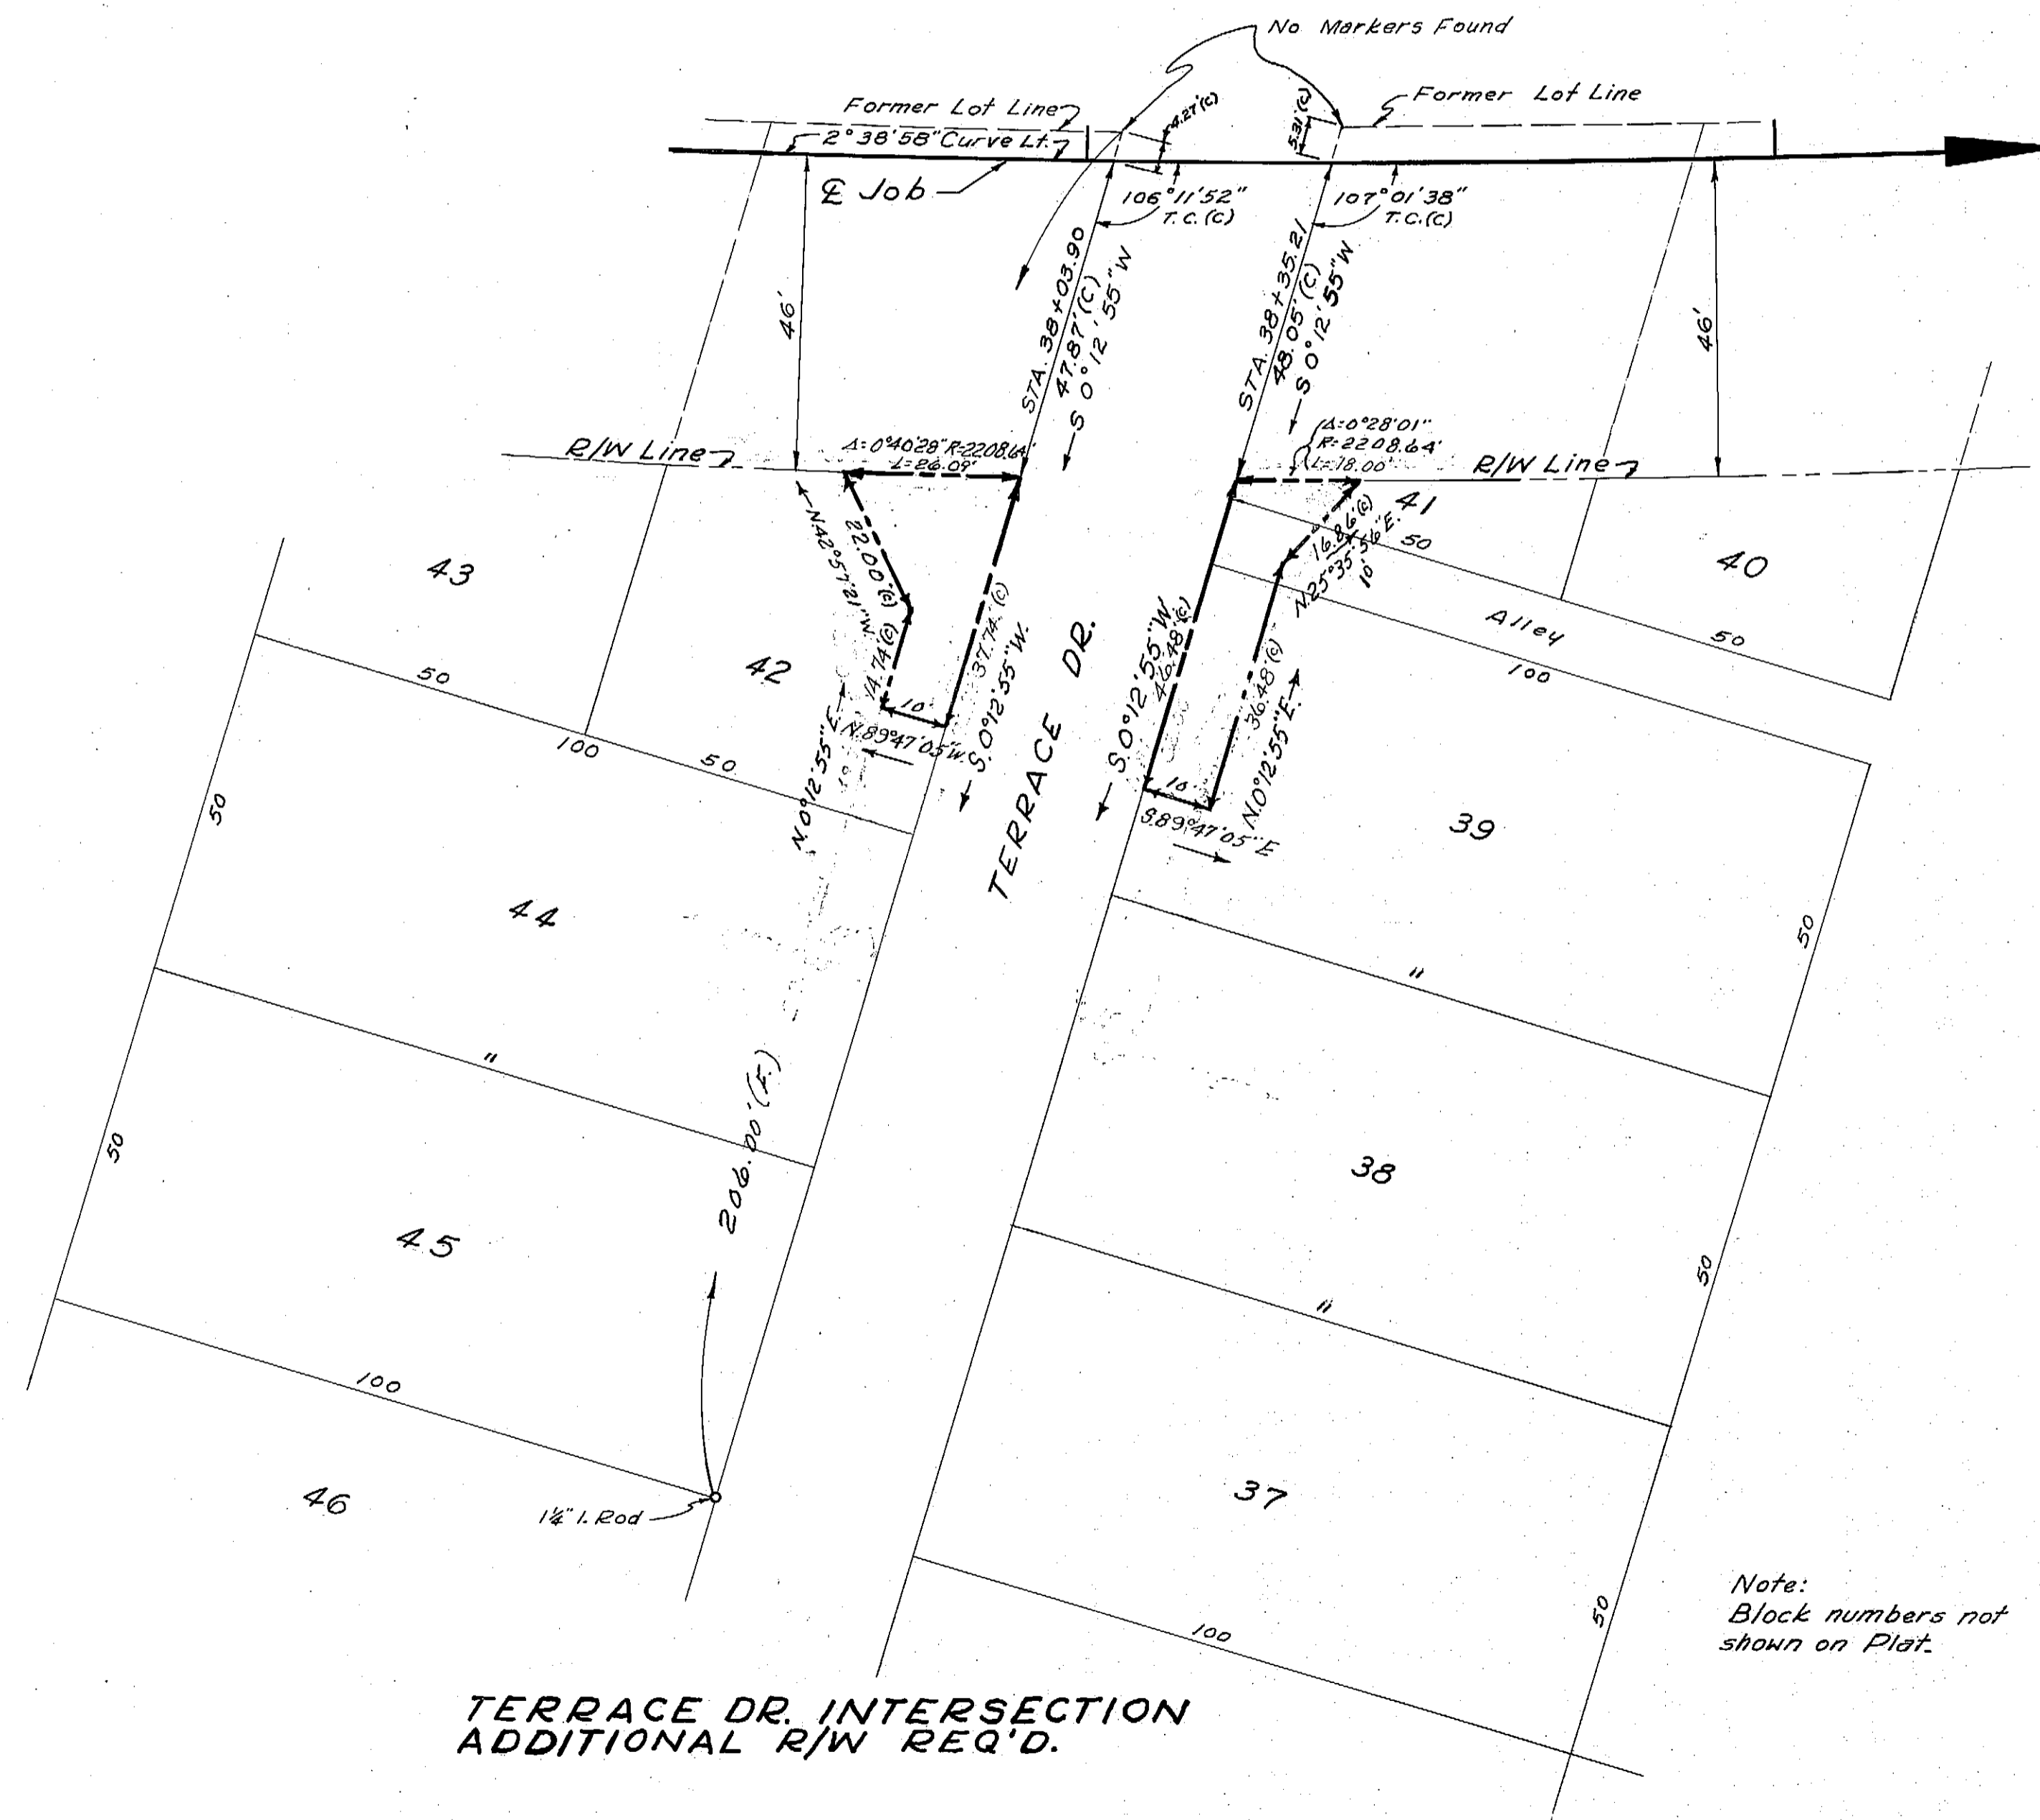 No Markers Found
Former Lot Line
Former Lot Line
4.27'(C)
5.31'(C)
2°38'58" Curve Lt.
℄ Job
106°11'52"
T.C.(C)
107°01'38"
T.C.(C)
46'
STA. 38+03.90
47.87'(C)
S 0°12'55"W
STA. 38+35.21
48.05'(C)
S 0°12'55"W
46'
R/W Line
Δ=0°40'28" R=2208.64'
L=26.09'
Δ=0°28'01"
R=2208.64'
L=18.00'
R/W Line
N.42°57'21"W.
22.00'(C)
16.86'(C)
N.25°35'56"E.
10'
41
50
43
42
40
Alley
50
100
14.74'(C)
37.74'(C)
S.0°12'55"W.
10'
N.89°47'05"W.
N.0°12'55"E.
TERRACE DR.
S.0°12'55"W.
46.48'(C)
36.48'(C)
N.0°12'55"E.
10'
S.89°47'05"E
50
100
50
50
39
44
50
"
"
206.00'(F.)
50
45
38
50
"
100
46
1¼" I. Rod
37
100
50
Note:
Block numbers not
shown on Plat.
TERRACE DR. INTERSECTION
ADDITIONAL R/W REQ'D.